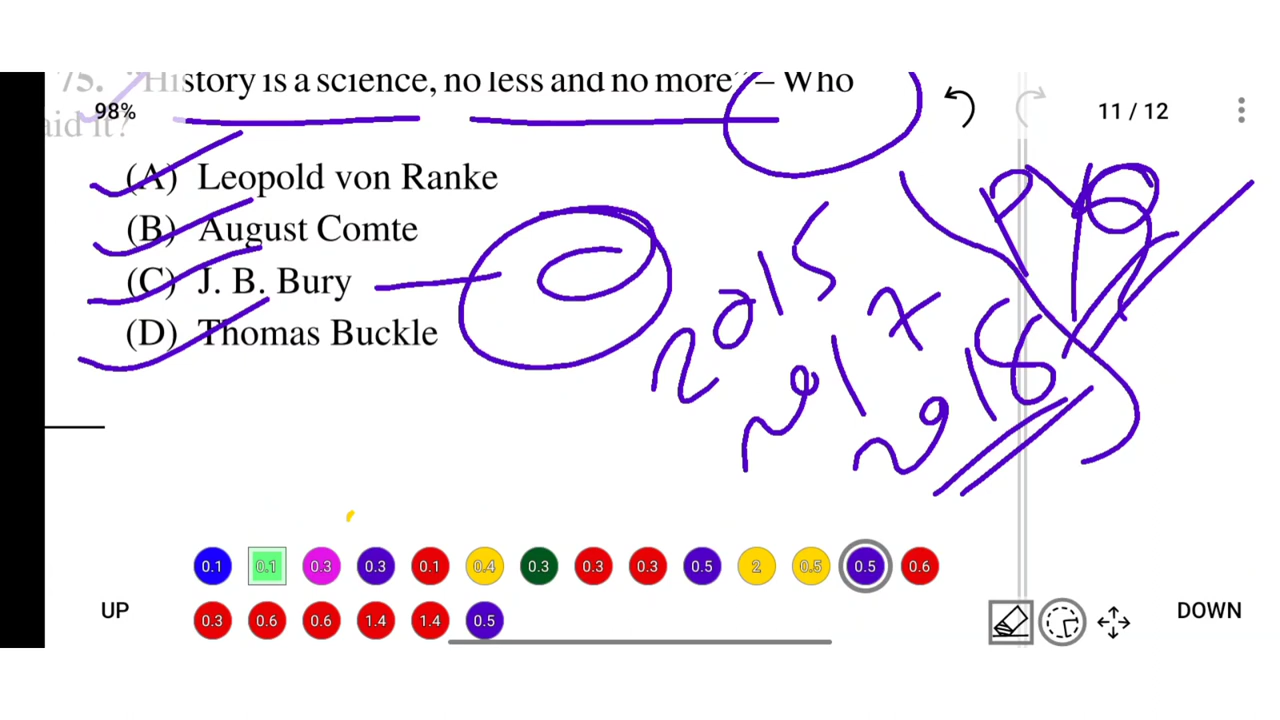 75. "History is a science, no less and no more" – Who
98%
11 / 12
aid it?
(A) Leopold von Ranke
(B) August Comte
(C) J. B. Bury
(D) Thomas Buckle
2015
2017
2018
0.1 0.1 0.3 0.3 0.1 0.4 0.3 0.3 0.3 0.5 2 0.5 0.5 0.6
UP
DOWN
0.3 0.6 0.6 1.4 1.4 0.5